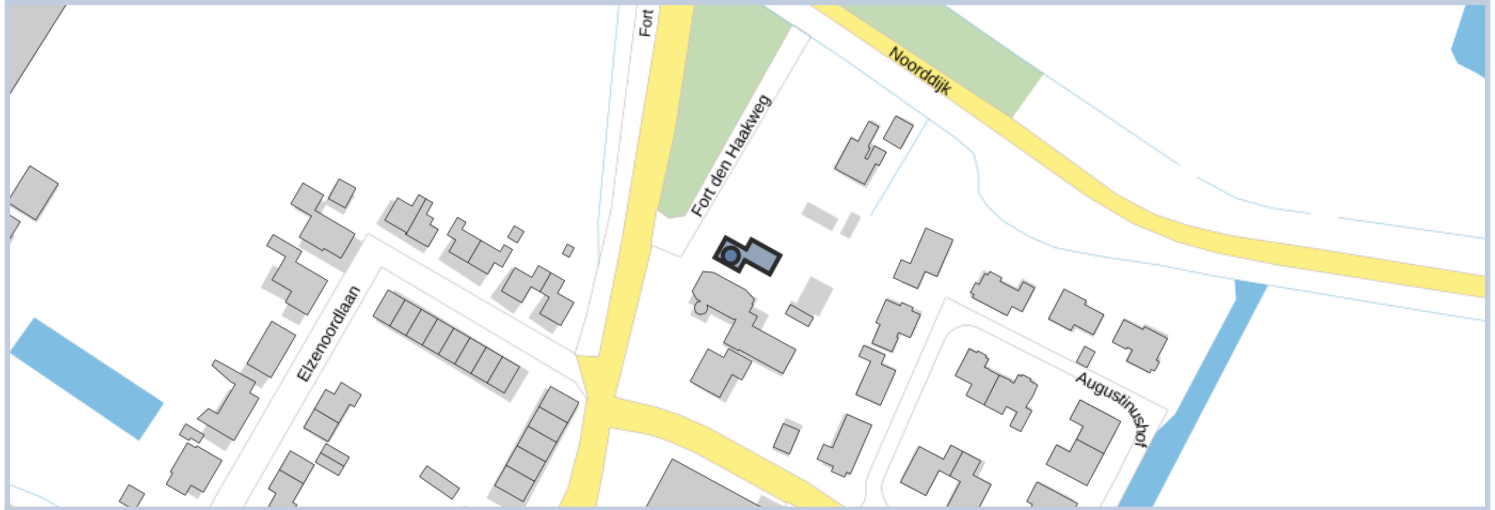 Fort
Noorddijk
Fort den Haakweg
Elzenoordlaan
Augustinushof